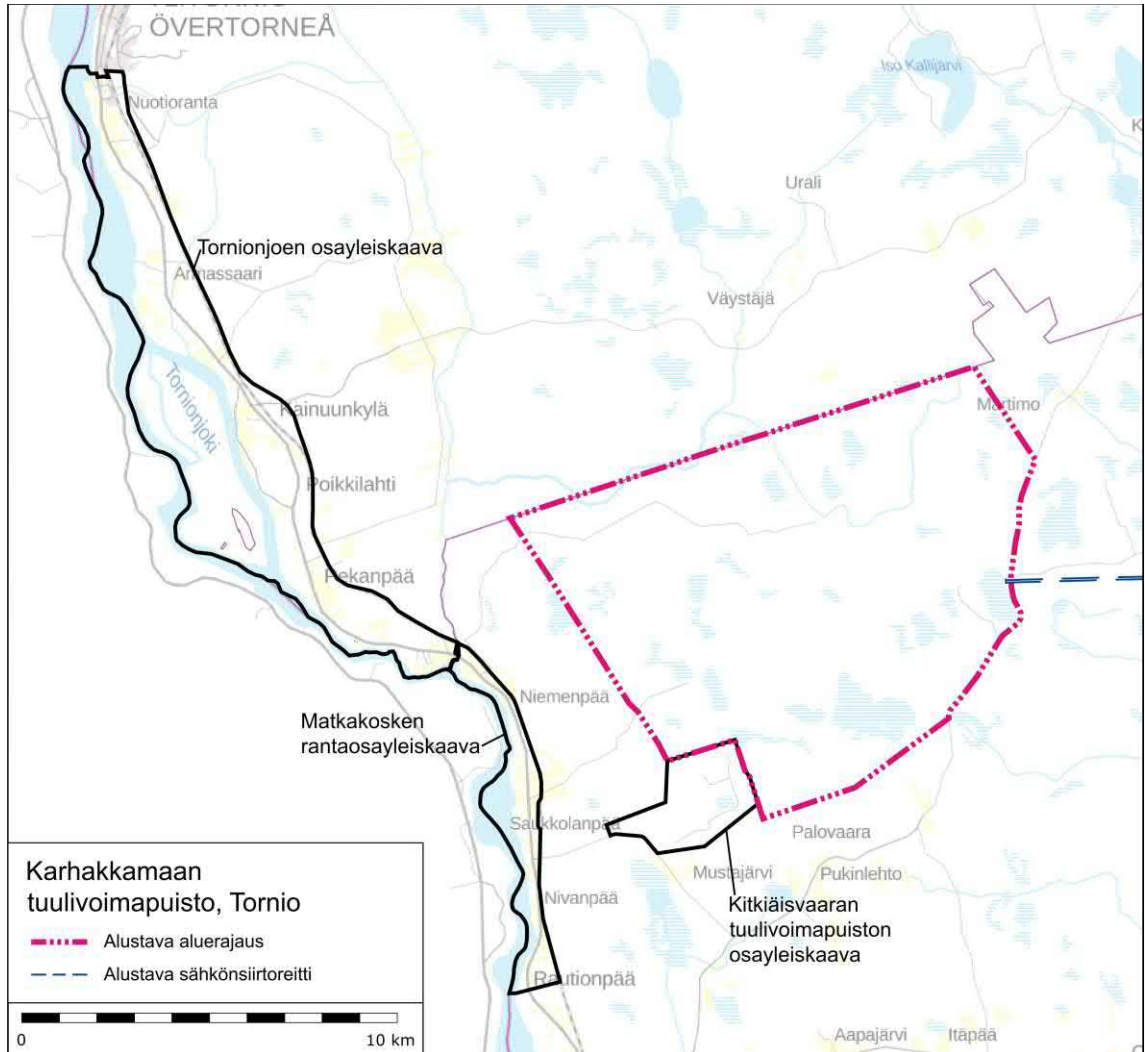 ÖVERTORNEÅ
Nuotioranta
Iso Kallijärvi
Urali
Tornionjoen osayleiskaava
Armassaari
Väystäjä
Tornionjoki
Kainuunkylä
Martimo
Poikkilahti
Pekanpää
Niemenpää
Matkakosken
rantaosayleiskaava
Saukkolanpää
Palovaara
Mustajärvi
Pukinlehto
Nivanpää
Kitkiäisvaaran
tuulivoimapuiston
osayleiskaava
Rautionpää
Aapajärvi
Itäpää
Karhakkamaan
tuulivoimapuisto, Tornio
Alustava aluerajaus
Alustava sähkönsiirtoreitti
0
10 km